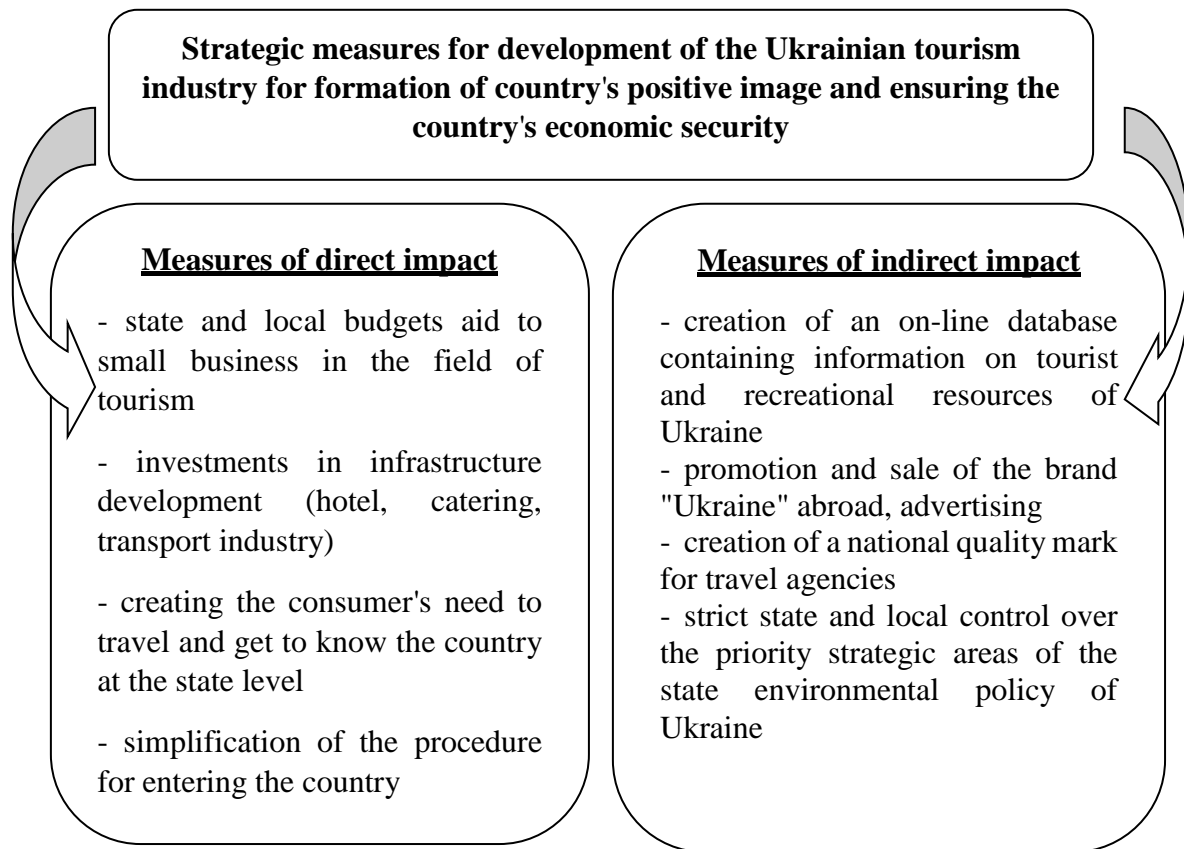 Strategic measures for development of the Ukrainian tourism
industry for formation of country's positive image and ensuring the
country's economic security
Measures of direct impact
- state and local budgets aid to
small business in the field of
tourism
- investments in infrastructure
development (hotel, catering,
transport industry)
- creating the consumer's need to
travel and get to know the country
at the state level
- simplification of the procedure
for entering the country
Measures of indirect impact
- creation of an on-line database
containing information on tourist
and recreational resources of
Ukraine
- promotion and sale of the brand
"Ukraine" abroad, advertising
- creation of a national quality mark
for travel agencies
- strict state and local control over
the priority strategic areas of the
state environmental policy of
Ukraine